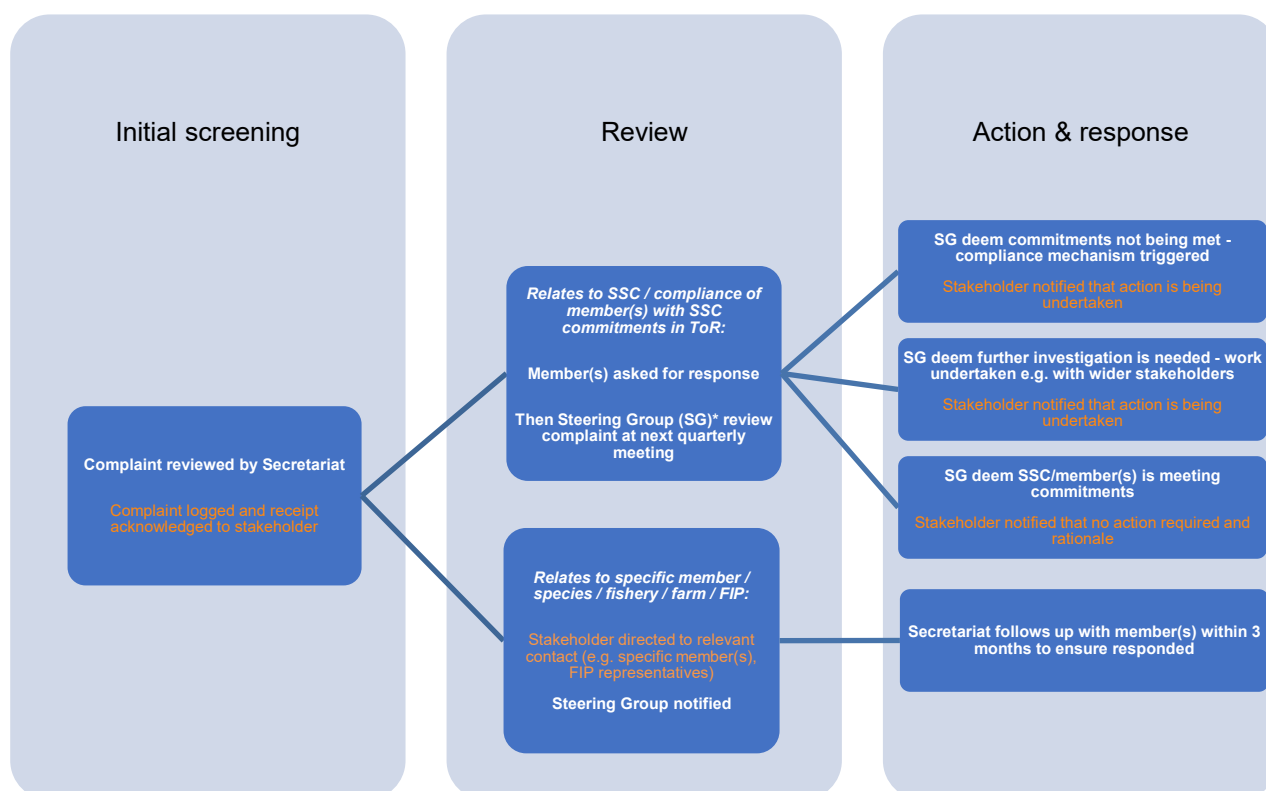 Initial screening
Complaint reviewed by Secretariat
Complaint logged and receipt
acknowledged to stakeholder
Review
Relates to SSC / compliance of
member(s) with SSC
commitments in ToR:
Member(s) asked for response
Then Steering Group (SG)* review
complaint at next quarterly
meeting
Relates to specific member /
species / fishery / farm / FIP:
Stakeholder directed to relevant
contact (e.g. specific member(s),
FIP representatives)
Steering Group notified
Action & response
SG deem commitments not being met -
compliance mechanism triggered
Stakeholder notified that action is being
undertaken
SG deem further investigation is needed - work
undertaken e.g. with wider stakeholders
Stakeholder notified that action is being
undertaken
SG deem SSC/member(s) is meeting
commitments
Stakeholder notified that no action required and
rationale
Secretariat follows up with member(s) within 3
months to ensure responded